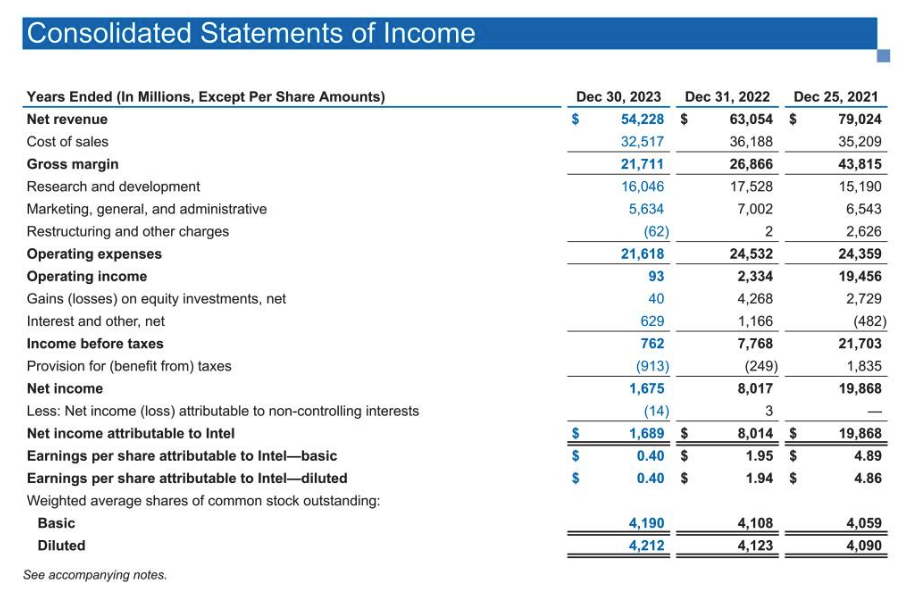 Consolidated Statements of Income
Years Ended (In Millions, Except Per Share Amounts) Dec 30, 2023 Dec 31, 2022 Dec 25, 2021
Net revenue $ 54,228 $ 63,054 $ 79,024
Cost of sales 32,517 36,188 35,209
Gross margin 21,711 26,866 43,815
Research and development 16,046 17,528 15,190
Marketing, general, and administrative 5,634 7,002 6,543
Restructuring and other charges (62) 2 2,626
Operating expenses 21,618 24,532 24,359
Operating income 93 2,334 19,456
Gains (losses) on equity investments, net 40 4,268 2,729
Interest and other, net 629 1,166 (482)
Income before taxes 762 7,768 21,703
Provision for (benefit from) taxes (913) (249) 1,835
Net income 1,675 8,017 19,868
Less: Net income (loss) attributable to non-controlling interests (14) 3 —
Net income attributable to Intel $ 1,689 $ 8,014 $ 19,868
Earnings per share attributable to Intel—basic $ 0.40 $ 1.95 $ 4.89
Earnings per share attributable to Intel—diluted $ 0.40 $ 1.94 $ 4.86
Weighted average shares of common stock outstanding:
Basic 4,190 4,108 4,059
Diluted 4,212 4,123 4,090
See accompanying notes.